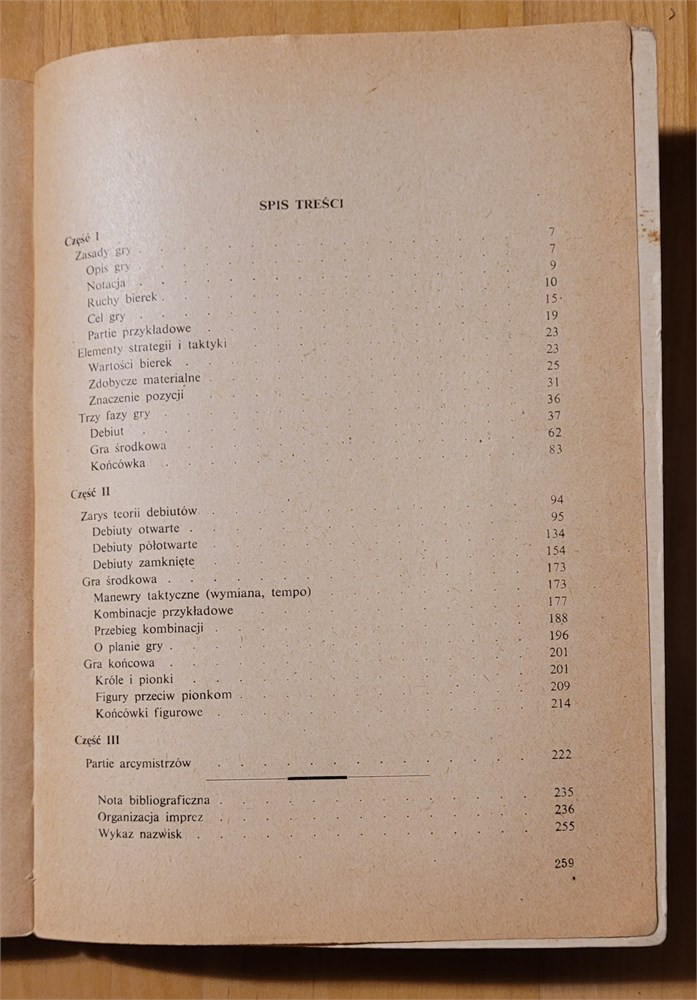 SPIS TREŚCI
Część I
Zasady gry . . . . . . . . . . . . . 7
Opis gry . . . . . . . . . . . . . 7
Notacja . . . . . . . . . . . . . 9
Ruchy bierek . . . . . . . . . . . . 10
Cel gry . . . . . . . . . . . . . 15
Partie przykładowe . . . . . . . . . . . 19
Elementy strategii i taktyki . . . . . . . . . . 23
Wartości bierek . . . . . . . . . . . 23
Zdobycze materialne . . . . . . . . . . . 25
Znaczenie pozycji . . . . . . . . . . . 31
Trzy fazy gry . . . . . . . . . . . . 36
Debiut . . . . . . . . . . . . . 37
Gra środkowa . . . . . . . . . . . . 62
Końcówka . . . . . . . . . . . . 83
Część II
Zarys teorii debiutów . . . . . . . . . . . 94
Debiuty otwarte . . . . . . . . . . . 95
Debiuty półotwarte . . . . . . . . . . . 134
Debiuty zamknięte . . . . . . . . . . . 154
Gra środkowa . . . . . . . . . . . . 173
Manewry taktyczne (wymiana, tempo) . . . . . . . 173
Kombinacje przykładowe . . . . . . . . . . 177
Przebieg kombinacji . . . . . . . . . . . 188
O planie gry . . . . . . . . . . . . 196
Gra końcowa . . . . . . . . . . . . 201
Króle i pionki . . . . . . . . . . . . 201
Figury przeciw pionkom . . . . . . . . . . 209
Końcówki figurowe . . . . . . . . . . . 214
Część III
Partie arcymistrzów . . . . . . . . . . . 222
Nota bibliograficzna . . . . . . . . . . . 235
Organizacja imprez . . . . . . . . . . . 236
Wykaz nazwisk . . . . . . . . . . . . 255
259